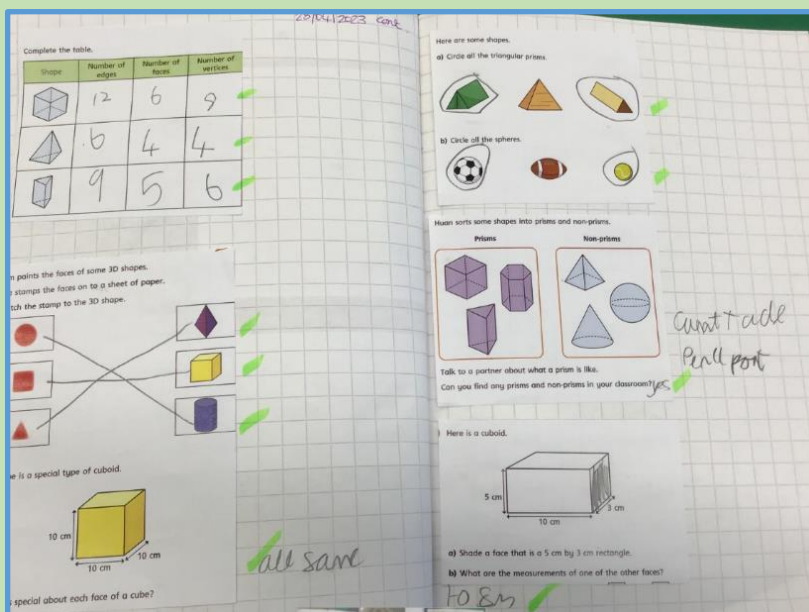 20/04/2023 cont
Complete the table.
Shape
Number of edges
Number of faces
Number of vertices
12 6 8
6 4 4
9 5 6
paints the faces of some 3D shapes.
stamps the faces on to a sheet of paper.
tch the stamp to the 3D shape.
e is a special type of cuboid.
10 cm
10 cm
10 cm
all same
special about each face of a cube?
Here are some shapes.
a) Circle all the triangular prisms.
b) Circle all the spheres.
Huan sorts some shapes into prisms and non-prisms.
Prisms
Non-prisms
Talk to a partner about what a prism is like.
Can you find any prisms and non-prisms in your classroom?
yes
Here is a cuboid.
5 cm
3 cm
10 cm
a) Shade a face that is a 5 cm by 3 cm rectangle.
b) What are the measurements of one of the other faces?